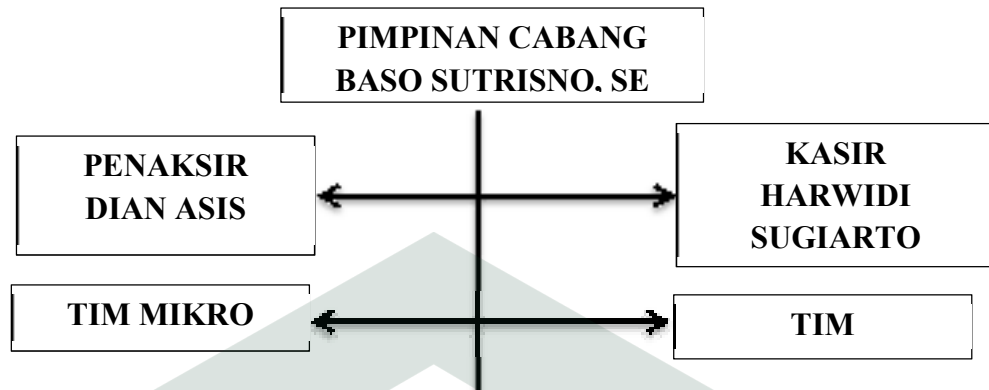 PIMPINAN CABANG
BASO SUTRISNO, SE
PENAKSIR
DIAN ASIS
KASIR
HARWIDI
SUGIARTO
TIM MIKRO
TIM